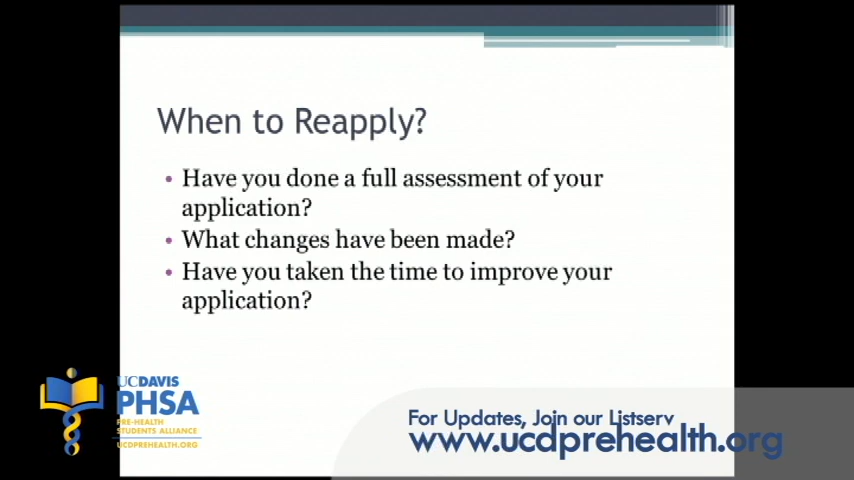 When to Reapply?
• Have you done a full assessment of your
application?
• What changes have been made?
• Have you taken the time to improve your
application?
UCDAVIS
PHSA
PRE-HEALTH
STUDENTS ALLIANCE
UCDPREHEALTH.ORG
For Updates, Join our Listserv
www.ucdprehealth.org